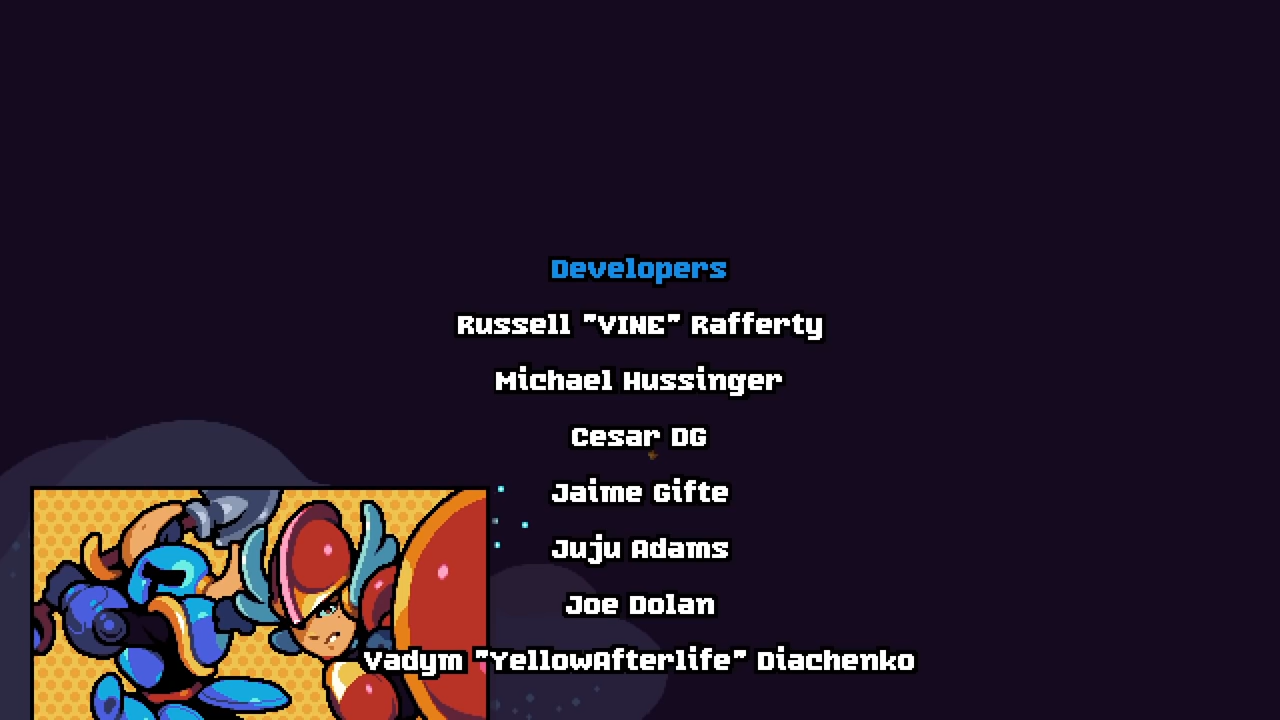 Developers
Russell "VINE" Rafferty
Michael Hussinger
Cesar DG
Jaime Gifte
Juju Adams
Joe Dolan
Vadym "YellowAfterlife" Diachenko